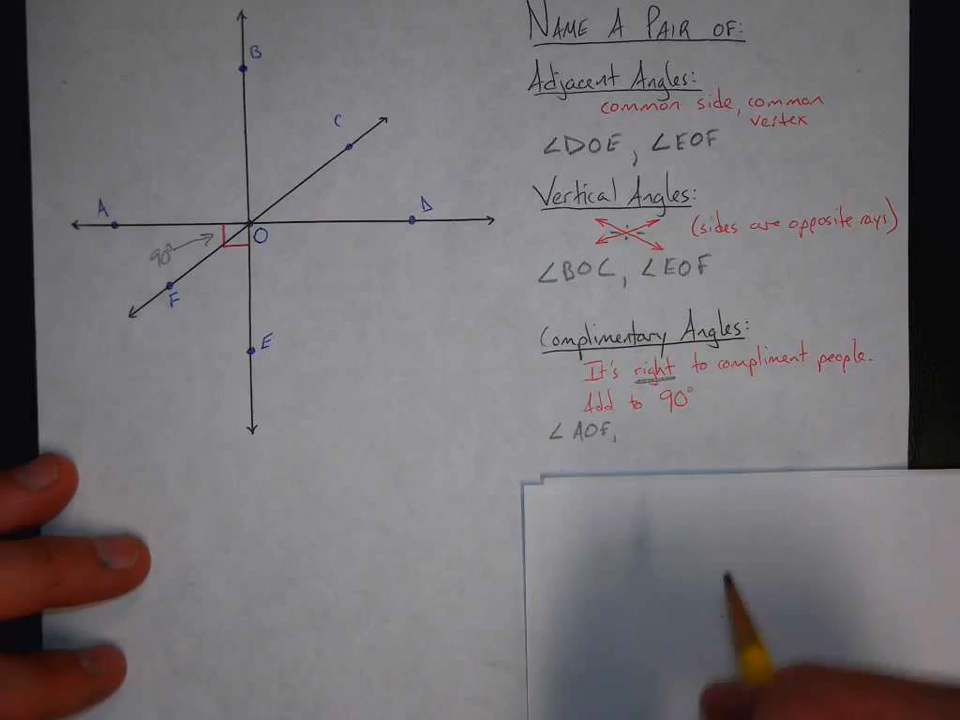 NAME A PAIR OF:
Adjacent Angles:
common side, common
vertex
∠DOE, ∠EOF
Vertical Angles:
(sides are opposite rays)
∠BOC, ∠EOF
Complimentary Angles:
It's right to compliment people.
Add to 90°
∠AOF,
B
C
A
D
O
90°
F
E